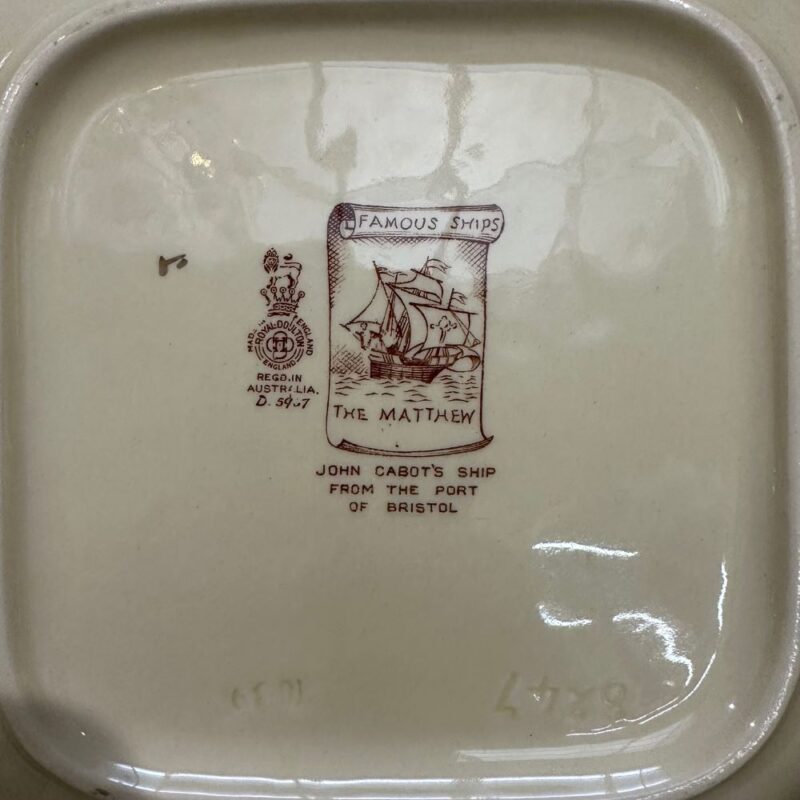 FAMOUS SHIPS
THE MATTHEW
JOHN CABOT'S SHIP
FROM THE PORT
OF BRISTOL
MADE IN ENGLAND
ROYAL DOULTON
ENGLAND
REGD. IN
AUSTRALIA.